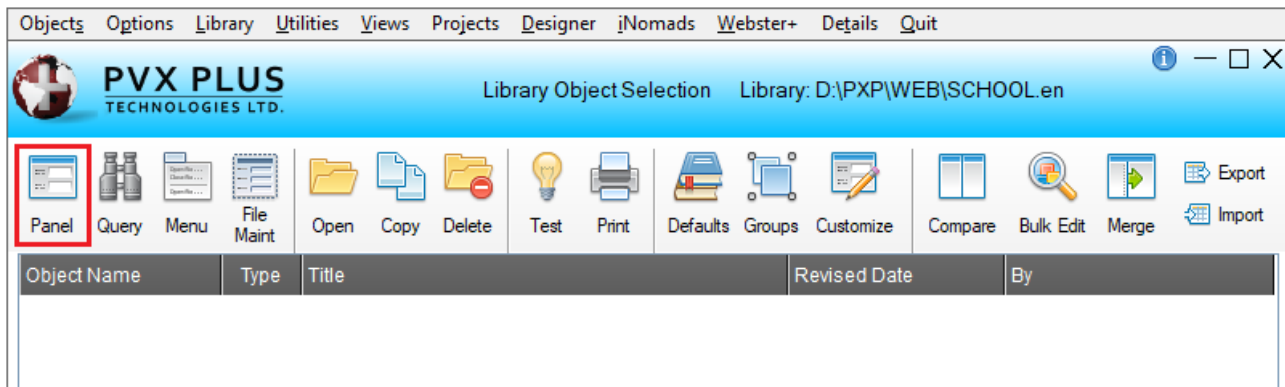 Objects Options Library Utilities Views Projects Designer iNomads Webster+ Details Quit
PVX PLUS
TECHNOLOGIES LTD.
Library Object Selection Library: D:\PXP\WEB\SCHOOL.en
Panel Query Menu File Maint Open Copy Delete Test Print Defaults Groups Customize Compare Bulk Edit Merge
Export
Import
Object Name Type Title Revised Date By